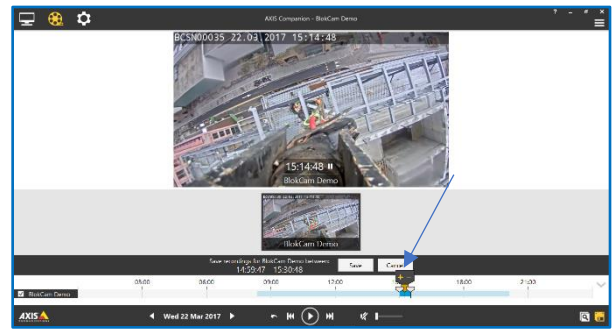 AXIS Companion - BlokCam Demo
BCSN00035 22.03.2017 15:14:48
15:14:48
BlokCam Demo
BlokCam Demo
Save recordings for BlokCam Demo between:
14:59:47 15:30:48
Save
Cancel
03:00 06:00 09:00 12:00 18:00 21:00
BlokCam Demo
AXIS
Wed 22 Mar 2017